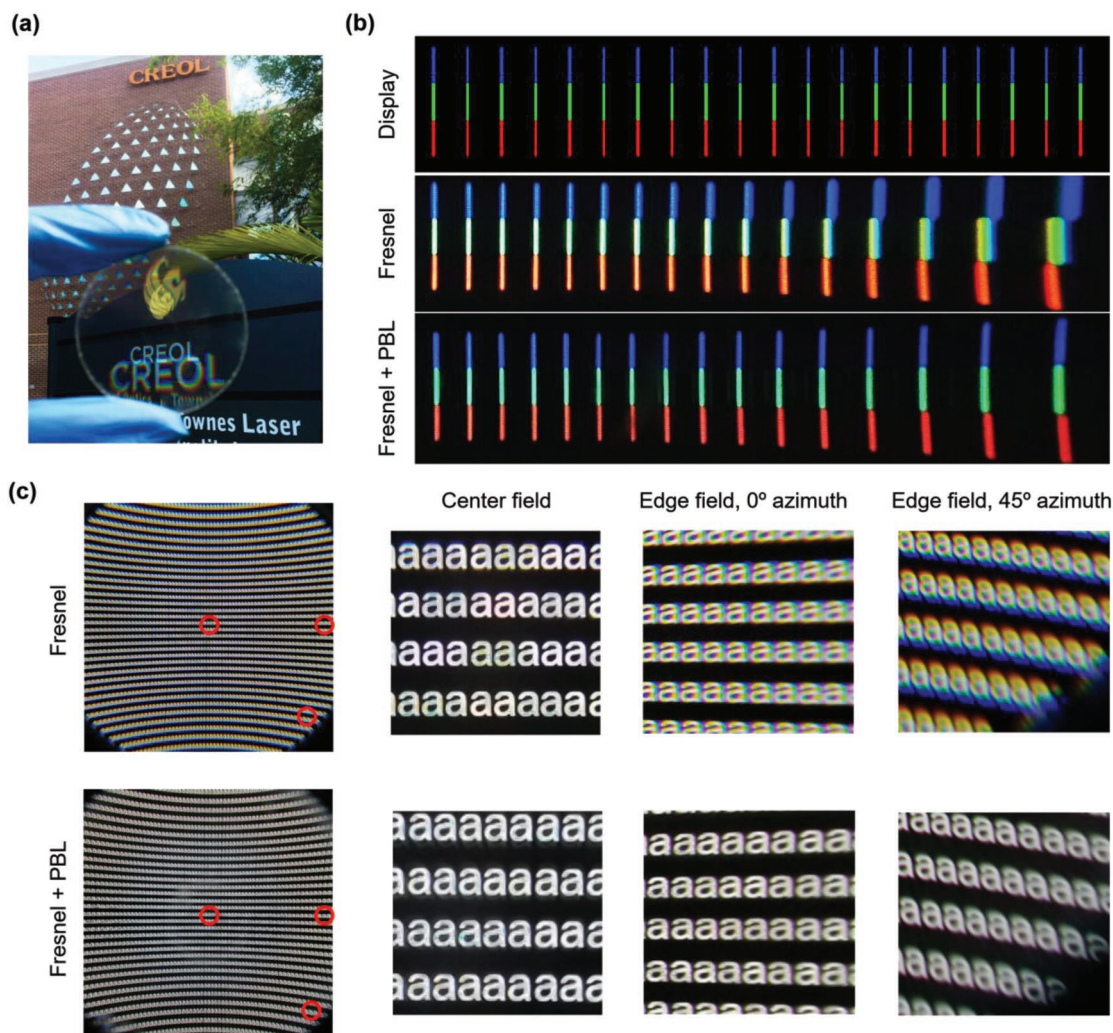 (a)
CREOL
CREOL
CREOL
Townes Laser
(b)
Display
Fresnel
Fresnel + PBL
(c)
Center field
Edge field, 0º azimuth
Edge field, 45º azimuth
Fresnel
Fresnel + PBL